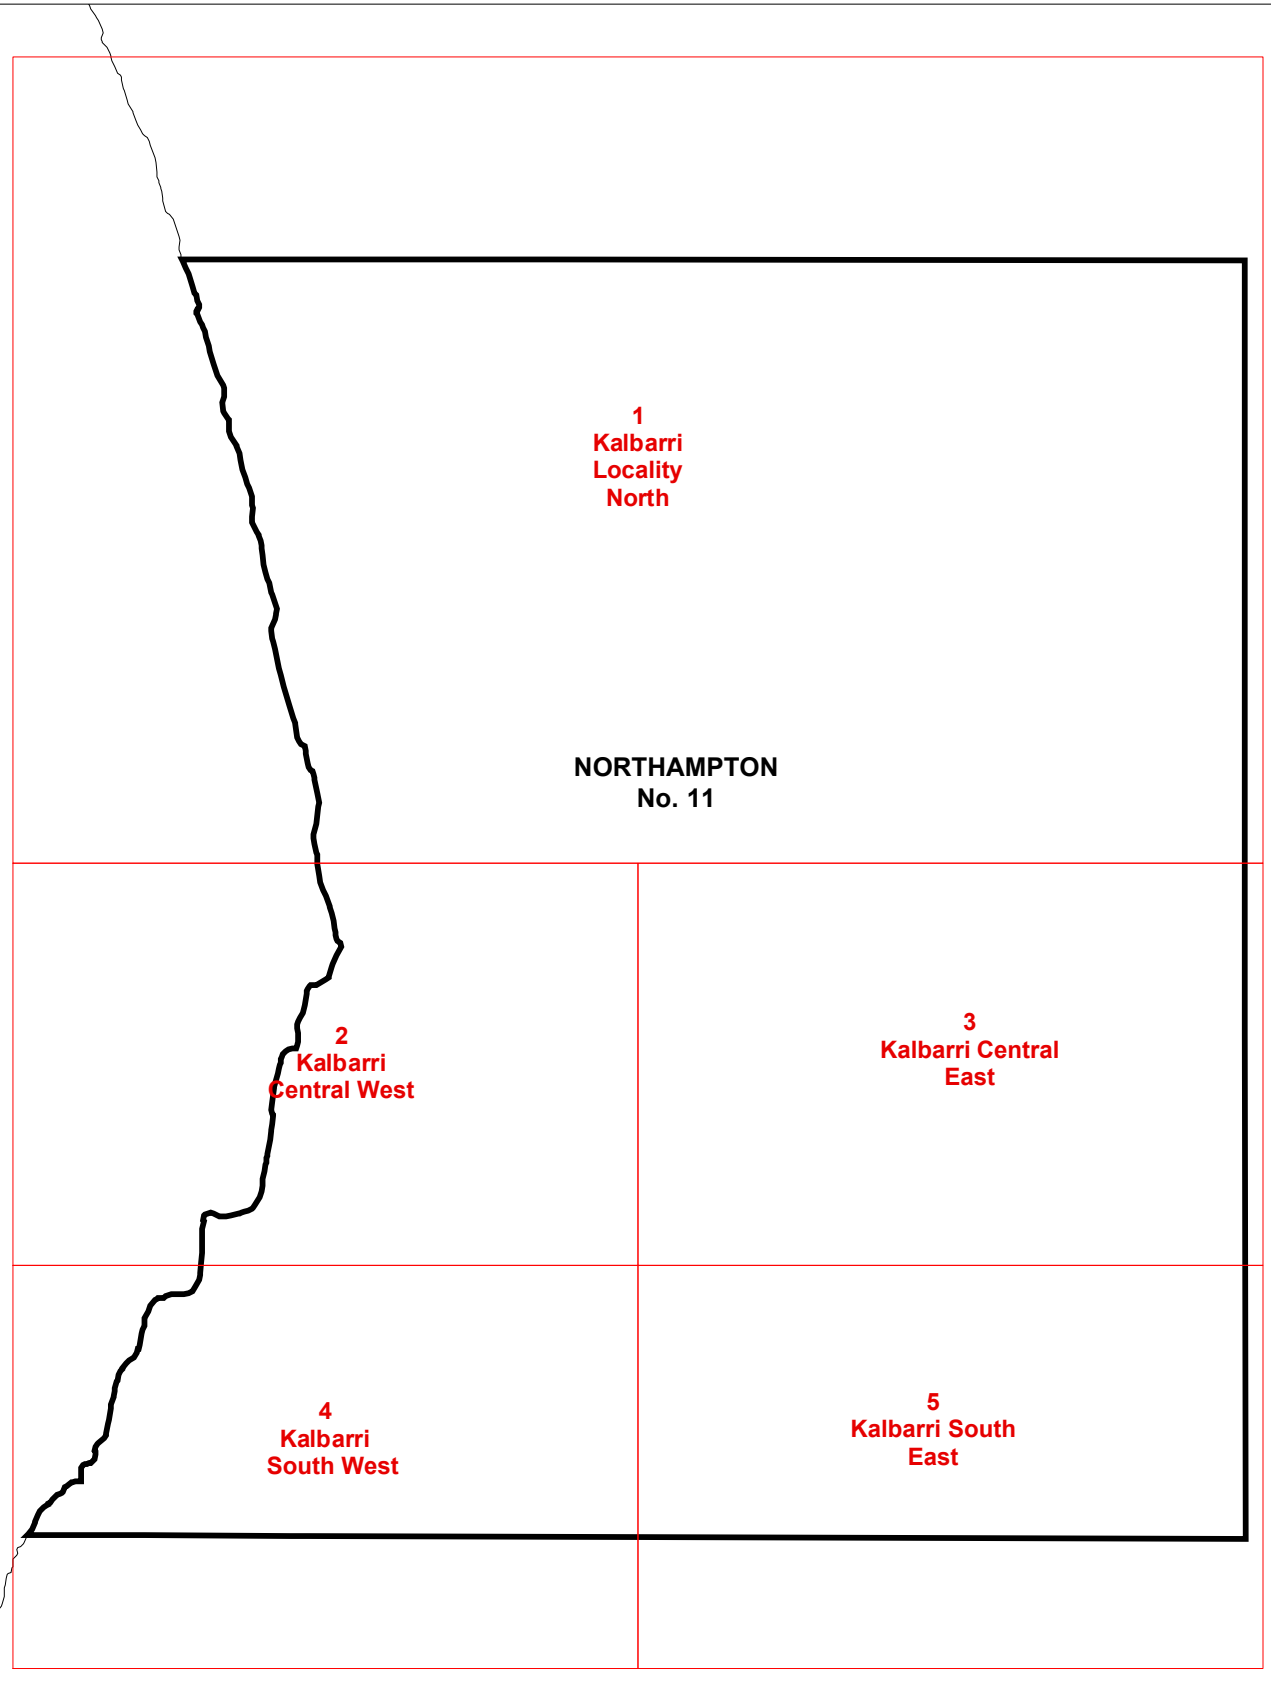 1
Kalbarri
Locality
North
NORTHAMPTON
No. 11
2
Kalbarri
Central West
3
Kalbarri Central
East
4
Kalbarri
South West
5
Kalbarri South
East